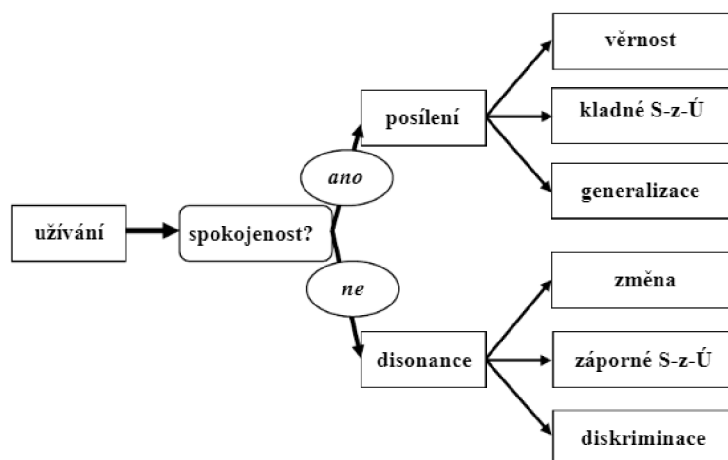 věrnost
posílení
kladné S-z-Ú
ano
generalizace
užívání
spokojenost?
ne
změna
disonance
záporné S-z-Ú
diskriminace